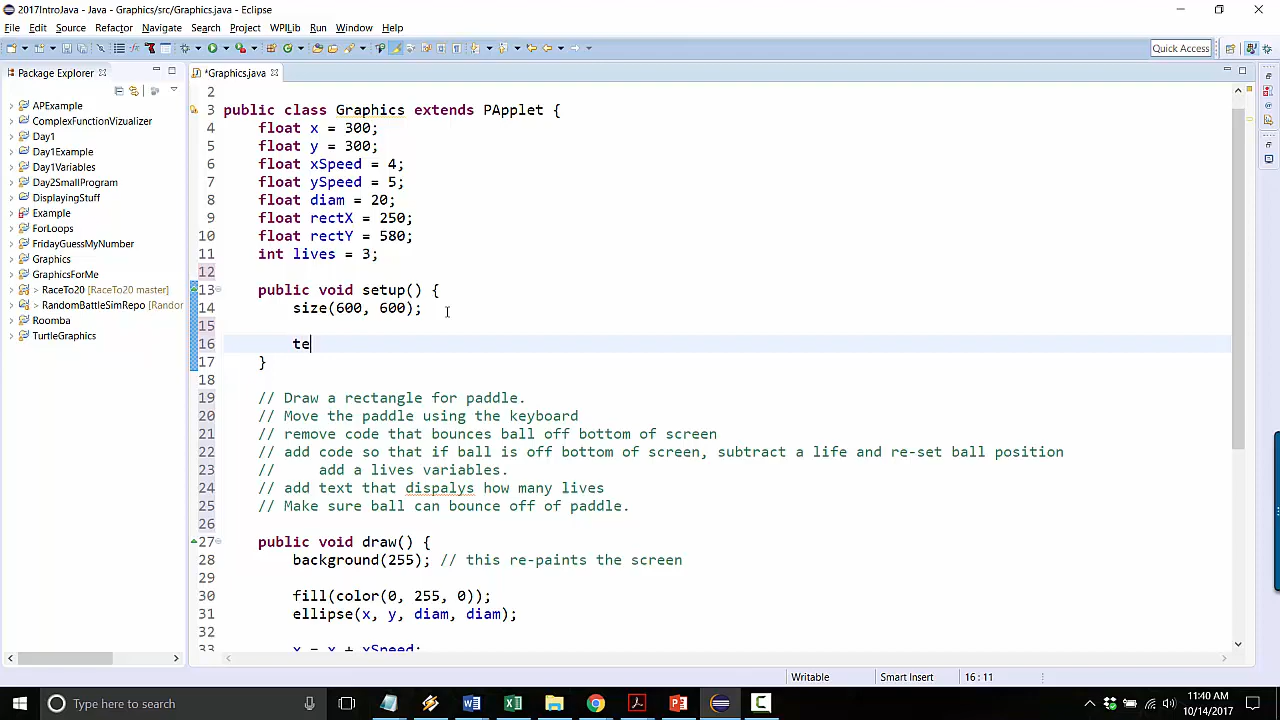 2017IntroJava - Java - Graphics/src/Graphics.java - Eclipse
File Edit Source Refactor Navigate Search Project WPILib Run Window Help
Quick Access
Package Explorer
*Graphics.java
APExample
ComplexFunctionVizualizer
Day1
Day1Example
Day1Variables
Day2SmallProgram
DisplayingStuff
Example
ForLoops
FridayGuessMyNumber
Graphics
GraphicsForMe
> RaceTo20 [RaceTo20 master]
> RandomBattleSimRepo [Randor
Roomba
TurtleGraphics
2
3 public class Graphics extends PApplet {
4 float x = 300;
5 float y = 300;
6 float xSpeed = 4;
7 float ySpeed = 5;
8 float diam = 20;
9 float rectX = 250;
10 float rectY = 580;
11 int lives = 3;
12
13 public void setup() {
14 size(600, 600);
15
16 te
17 }
18
19 // Draw a rectangle for paddle.
20 // Move the paddle using the keyboard
21 // remove code that bounces ball off bottom of screen
22 // add code so that if ball is off bottom of screen, subtract a life and re-set ball position
23 // add a lives variables.
24 // add text that dispalys how many lives
25 // Make sure ball can bounce off of paddle.
26
27 public void draw() {
28 background(255); // this re-paints the screen
29
30 fill(color(0, 255, 0));
31 ellipse(x, y, diam, diam);
32
33 x = x + xSpeed;
Writable Smart Insert 16 : 11
Type here to search
11:40 AM
10/14/2017